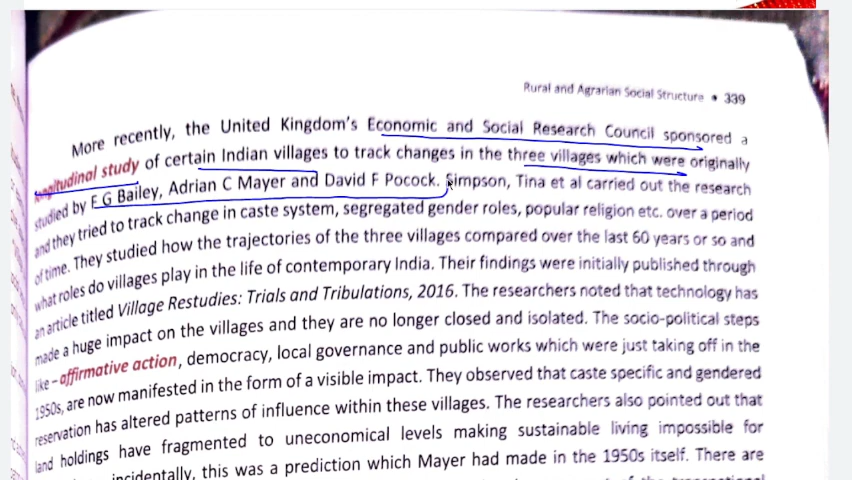 Rural and Agrarian Social Structure • 339
More recently, the United Kingdom's Economic and Social Research Council sponsored a
longitudinal study of certain Indian villages to track changes in the three villages which were originally
studied by F G Bailey, Adrian C Mayer and David F Pocock. Simpson, Tina et al carried out the research
and they tried to track change in caste system, segregated gender roles, popular religion etc. over a period
of time. They studied how the trajectories of the three villages compared over the last 60 years or so and
what roles do villages play in the life of contemporary India. Their findings were initially published through
an article titled Village Restudies: Trials and Tribulations, 2016. The researchers noted that technology has
made a huge impact on the villages and they are no longer closed and isolated. The socio-political steps
like – affirmative action, democracy, local governance and public works which were just taking off in the
1950s, are now manifested in the form of a visible impact. They observed that caste specific and gendered
reservation has altered patterns of influence within these villages. The researchers also pointed out that
land holdings have fragmented to uneconomical levels making sustainable living impossible for
incidentally, this was a prediction which Mayer had made in the 1950s itself. There are
of the transnational